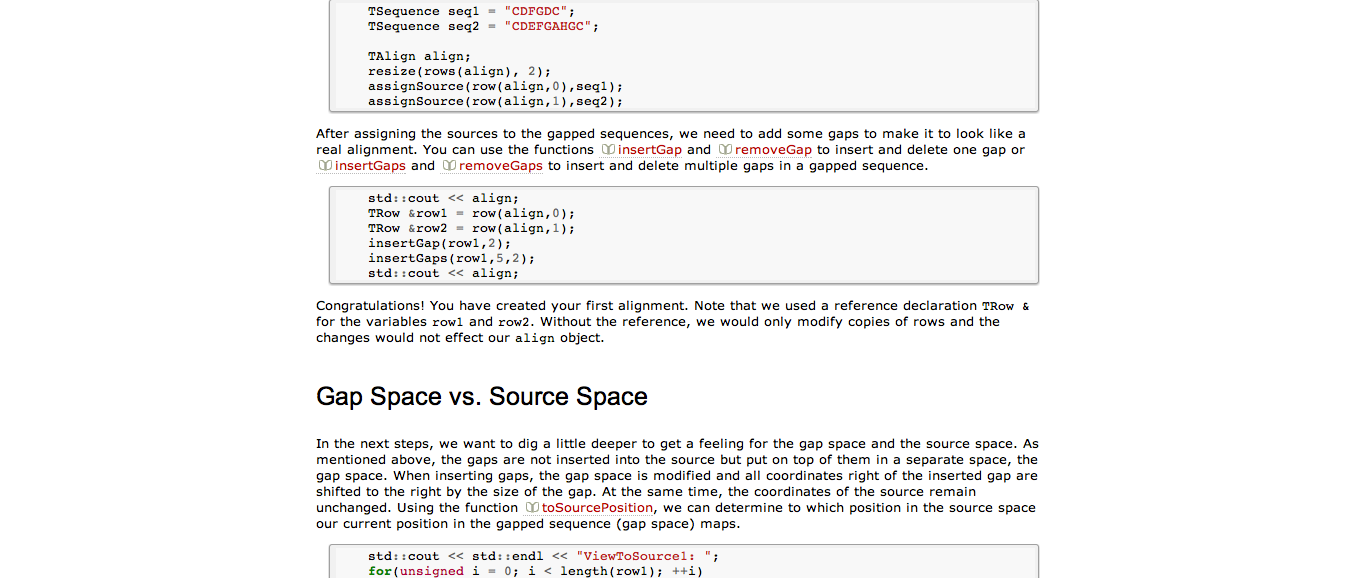 TSequence seq1 = "CDFGDC";
TSequence seq2 = "CDEFGAHGC";
TAlign align;
resize(rows(align), 2);
assignSource(row(align,0),seq1);
assignSource(row(align,1),seq2);
After assigning the sources to the gapped sequences, we need to add some gaps to make it to look like a
real alignment. You can use the functions insertGap and removeGap to insert and delete one gap or
insertGaps and removeGaps to insert and delete multiple gaps in a gapped sequence.
std::cout << align;
TRow &row1 = row(align,0);
TRow &row2 = row(align,1);
insertGap(row1,2);
insertGaps(row1,5,2);
std::cout << align;
Congratulations! You have created your first alignment. Note that we used a reference declaration TRow &
for the variables row1 and row2. Without the reference, we would only modify copies of rows and the
changes would not effect our align object.
Gap Space vs. Source Space
In the next steps, we want to dig a little deeper to get a feeling for the gap space and the source space. As
mentioned above, the gaps are not inserted into the source but put on top of them in a separate space, the
gap space. When inserting gaps, the gap space is modified and all coordinates right of the inserted gap are
shifted to the right by the size of the gap. At the same time, the coordinates of the source remain
unchanged. Using the function toSourcePosition, we can determine to which position in the source space
our current position in the gapped sequence (gap space) maps.
std::cout << std::endl << "ViewToSource1: ";
for(unsigned i = 0; i < length(row1); ++i)